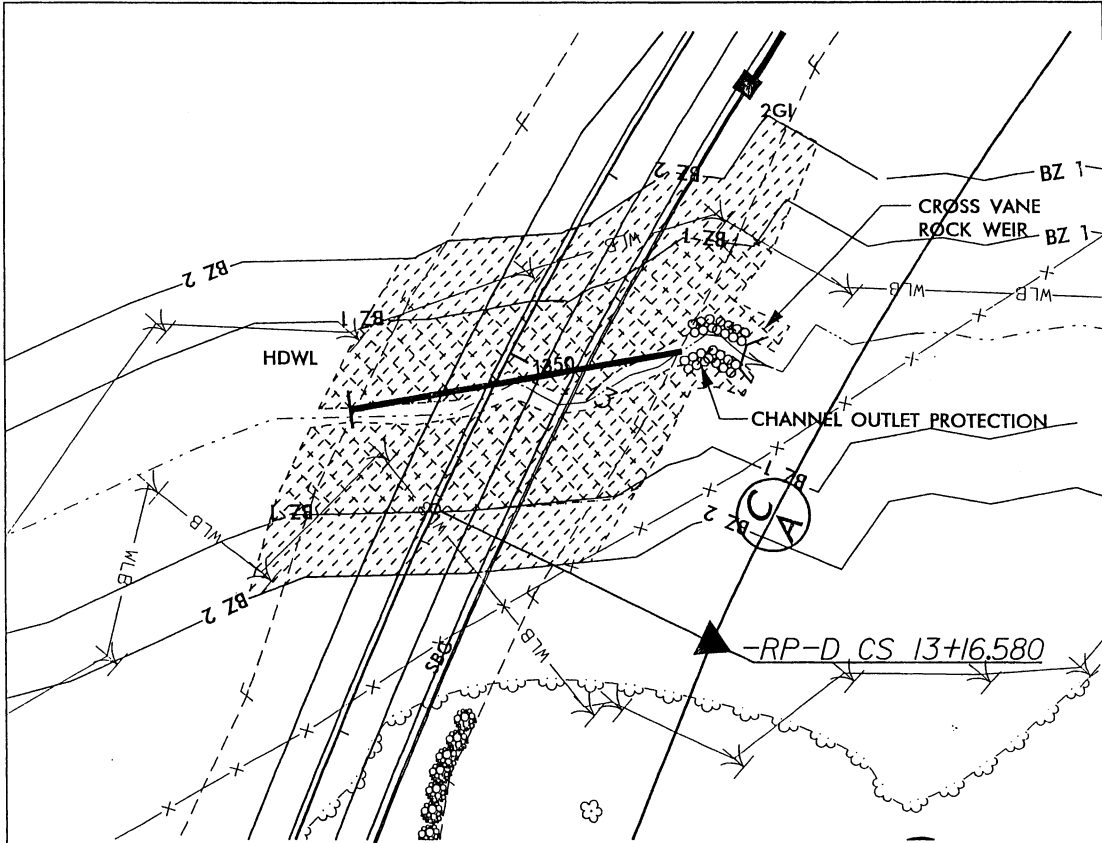 2GI
BZ 2
BZ 1
CROSS VANE
ROCK WEIR
BZ 1
BZ 1
WLB
BZ 2
WLB
WLB
BZ 1
HDWL
1350
CHANNEL OUTLET PROTECTION
BZ 1
C
A
BZ 2
BZ 1
WLB
WLB
BZ 2
SBG
WLB
-RP-D CS 13+16.580